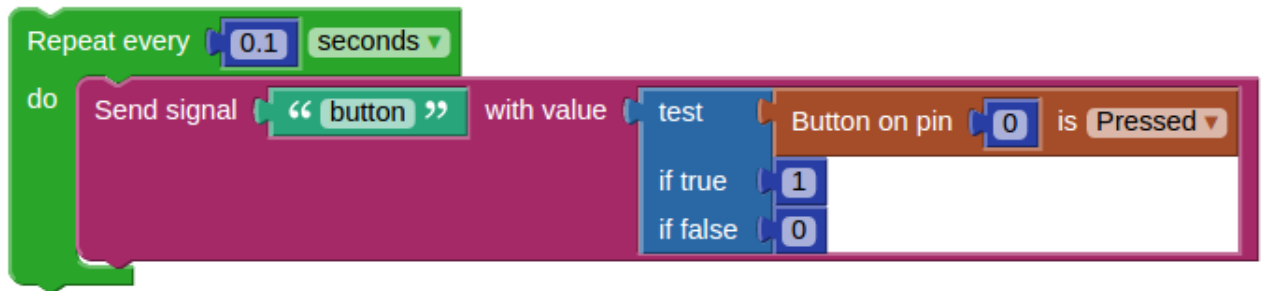 Repeat every 0.1 seconds ▾
do Send signal “ button ” with value test Button on pin 0 is Pressed ▾
if true 1
if false 0